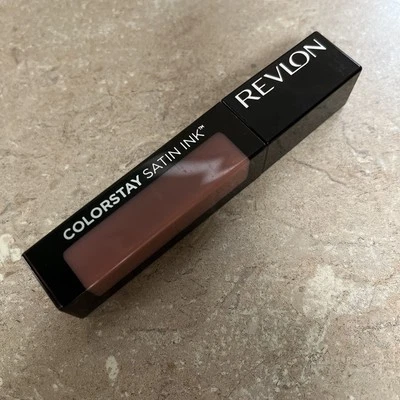 REVLON
COLORSTAY SATIN INK™